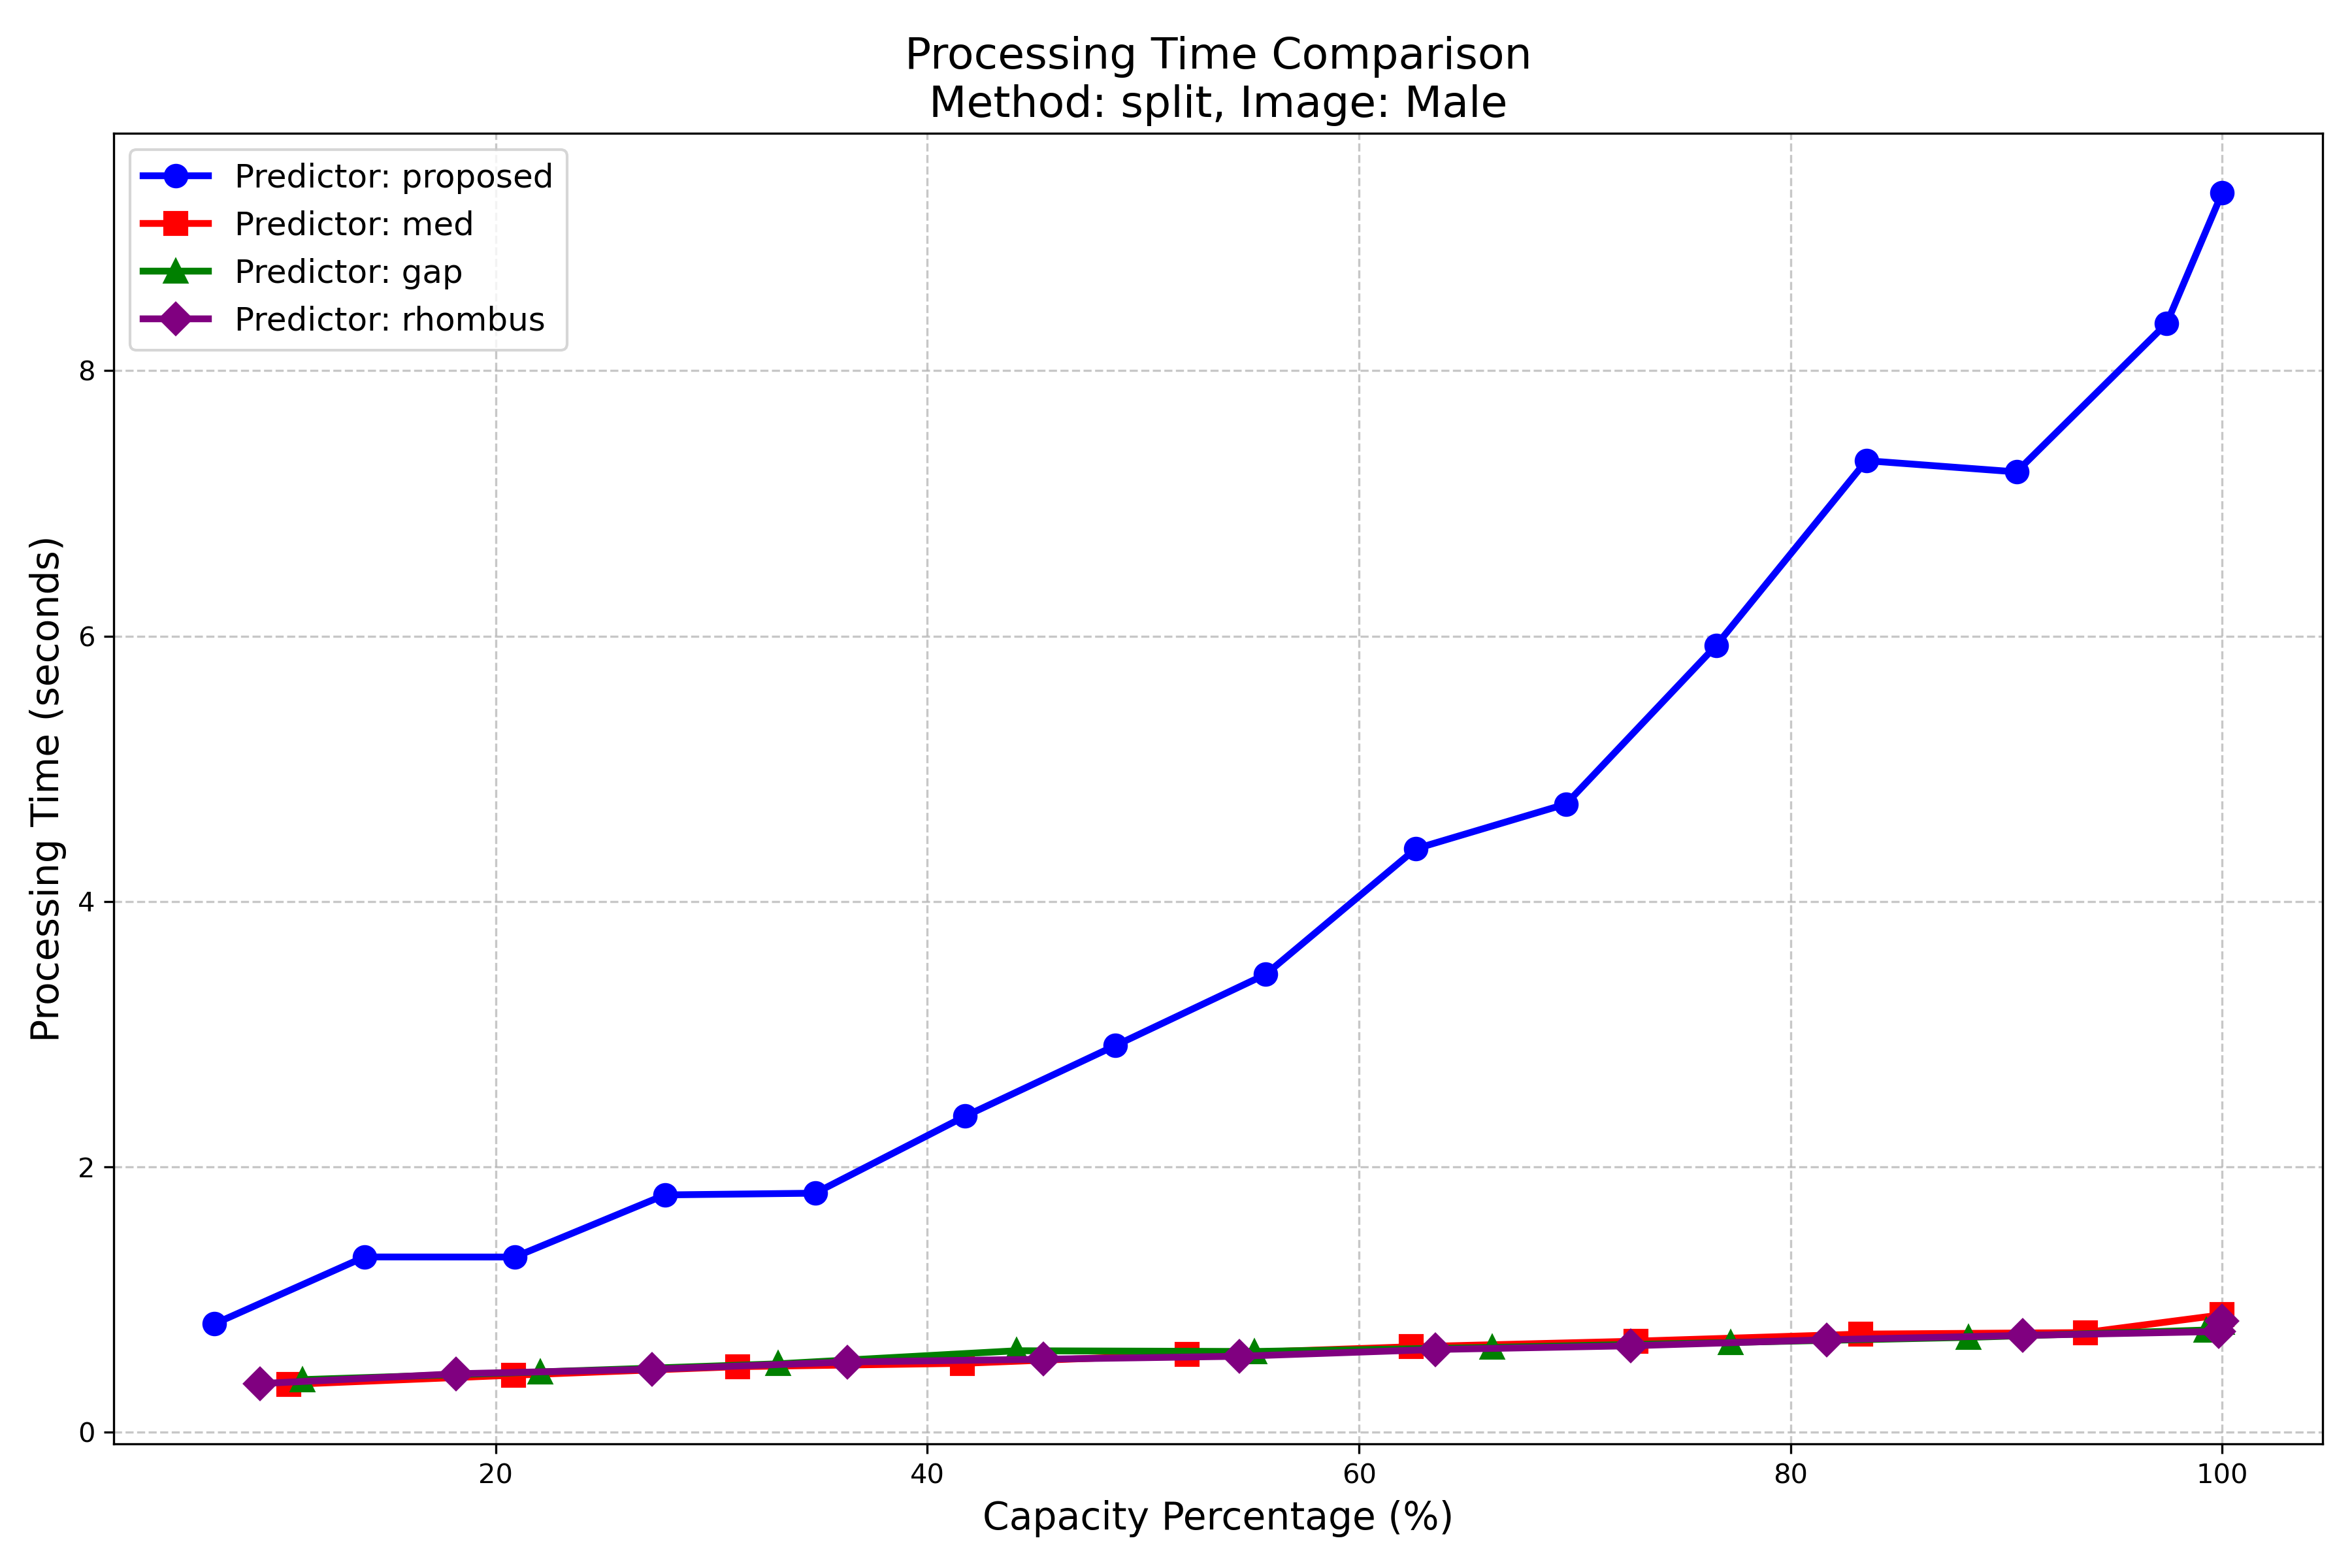 Processing Time Comparison
Method: split, Image: Male
Predictor: proposed
Predictor: med
Predictor: gap
Predictor: rhombus
Processing Time (seconds)
8
6
4
2
0
20 40 60 80 100
Capacity Percentage (%)